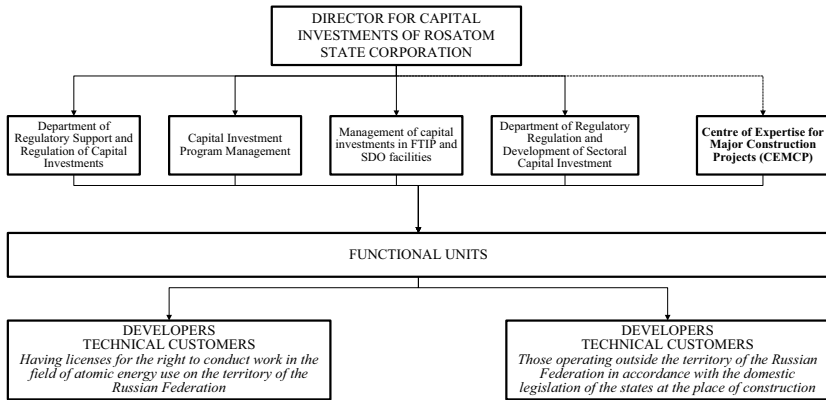 DIRECTOR FOR CAPITAL
INVESTMENTS OF ROSATOM
STATE CORPORATION
Department of
Regulatory Support and
Regulation of Capital
Investments
Capital Investment
Program Management
Management of capital
investments in FTIP and
SDO facilities
Department of Regulatory
Regulation and
Development of Sectoral
Capital Investment
Centre of Expertise for
Major Construction
Projects (CEMCP)
FUNCTIONAL UNITS
DEVELOPERS
TECHNICAL CUSTOMERS
Having licenses for the right to conduct work in the
field of atomic energy use on the territory of the
Russian Federation
DEVELOPERS
TECHNICAL CUSTOMERS
Those operating outside the territory of the Russian
Federation in accordance with the domestic
legislation of the states at the place of construction